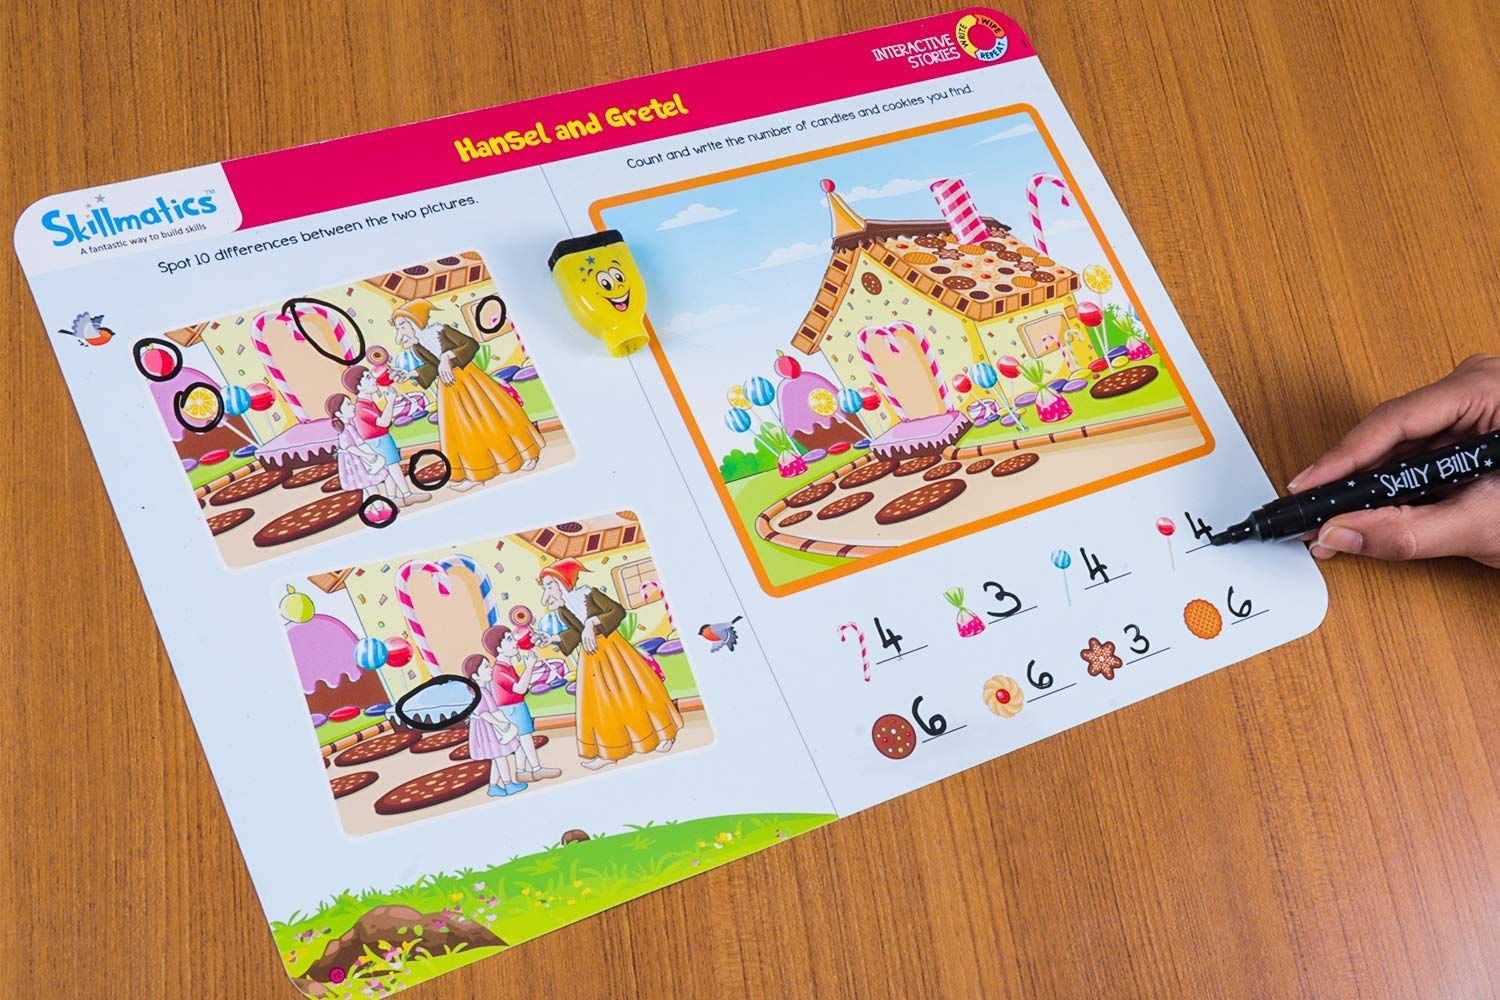 Skillmatics™
A fantastic way to build skills
Hansel and Gretel
INTERACTIVE
STORIES
WRITE WIPE REPEAT
Spot 10 differences between the two pictures.
Count and write the number of candies and cookies you find.
4
3
4
4
6
6
3
6
SKILLY BILLY
12